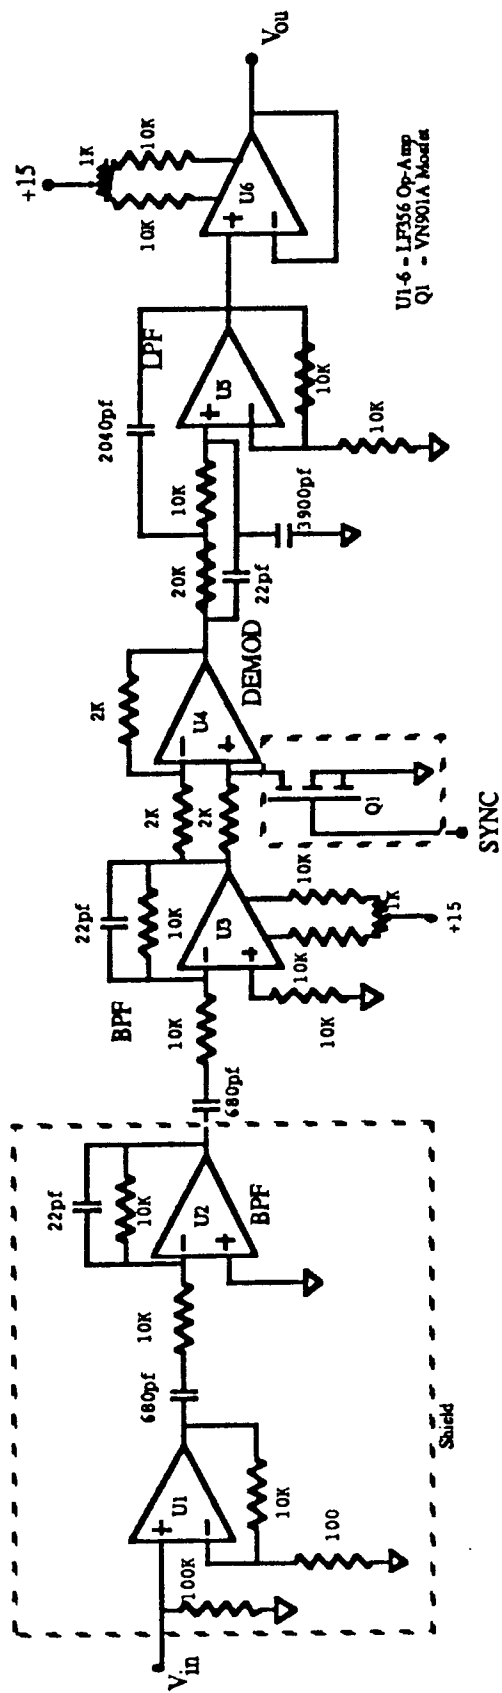 Vin
100K
+
−
U1
10K
100
680pf
10K
22pf
10K
−
+
U2
BPF
Shield
680pf
10K
BPF
22pf
10K
−
+
U3
10K
10K
10K
1K
+15
2K
2K
2K
−
+
U4
DEMOD
Q1
SYNC
20K
10K
22pf
3900pf
2040pf
LPF
+
−
U5
10K
10K
+15
1K
10K
10K
+
−
U6
Vou
U1-6 - LF356 Op-Amp
Q1 - VN901A Mosfet